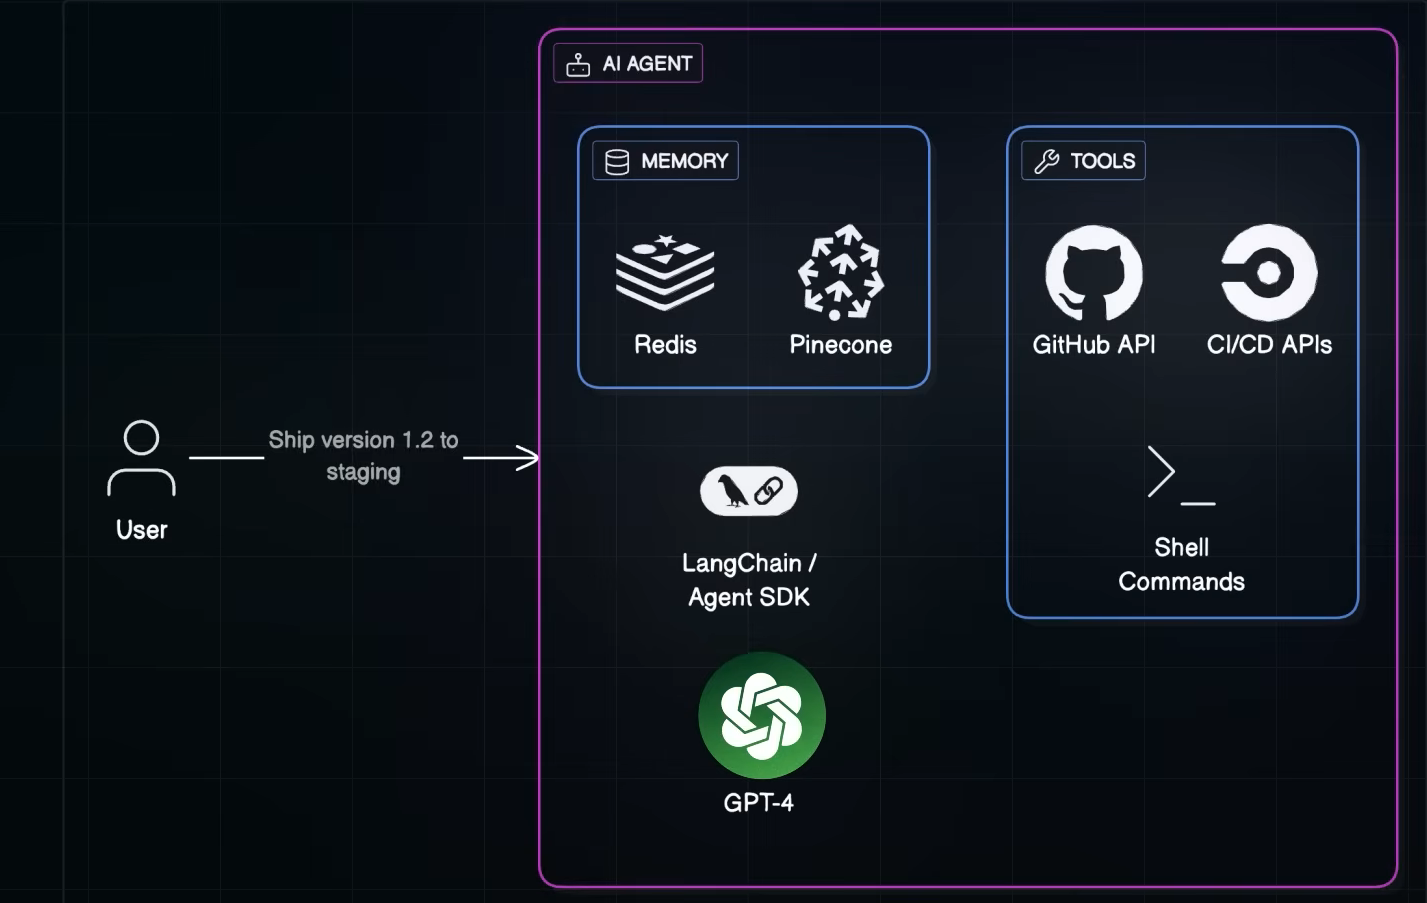 AI AGENT
MEMORY
TOOLS
Redis
Pinecone
GitHub API
CI/CD APIs
Ship version 1.2 to
staging
User
LangChain /
Agent SDK
Shell
Commands
GPT-4